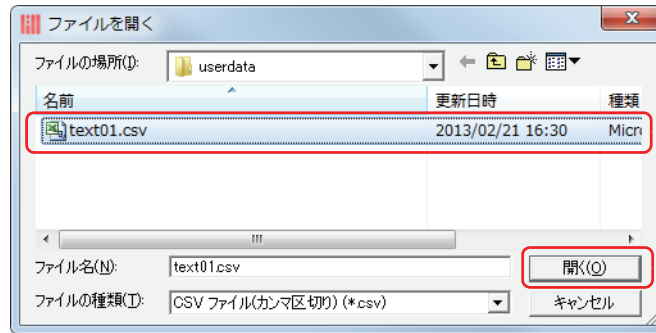 ファイルを開く
ファイルの場所(I): userdata
名前 更新日時 種類
text01.csv 2013/02/21 16:30 Micr
ファイル名(N): text01.csv 開く(O)
ファイルの種類(T): CSV ファイル(カンマ区切り) (*.csv) キャンセル